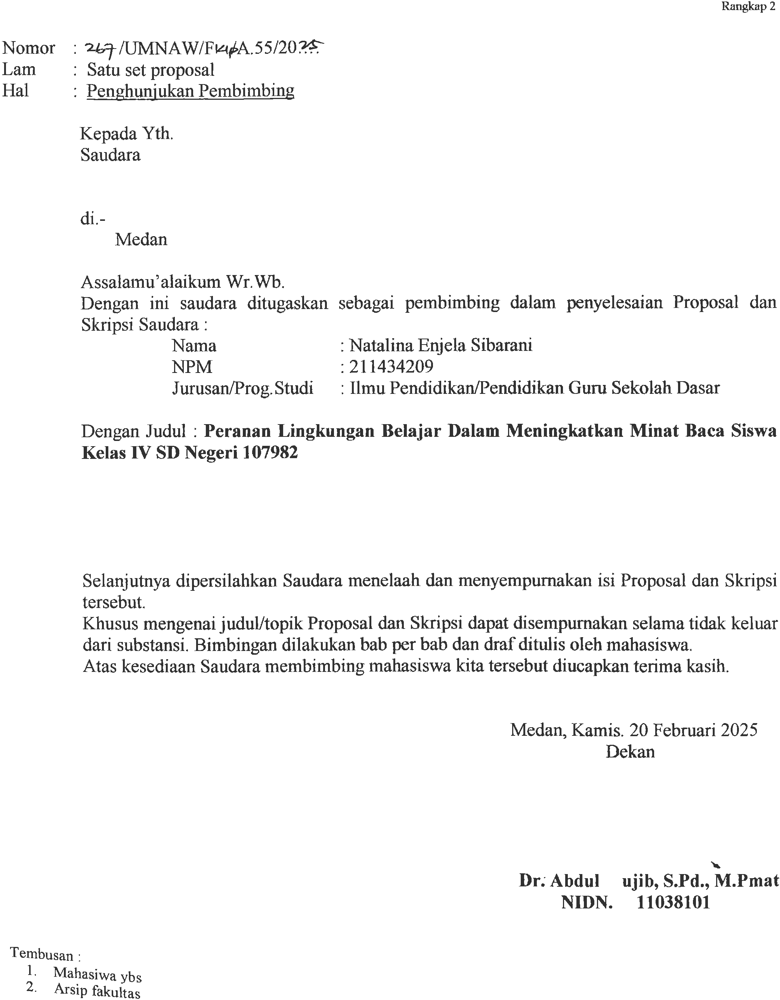 Rangkap 2
Nomor : 267/UMNAW/FKIP/A.55/2025
Lam : Satu set proposal
Hal : Penghunjukan Pembimbing
Kepada Yth.
Saudara
di.-
Medan
Assalamu'alaikum Wr.Wb.
Dengan ini saudara ditugaskan sebagai pembimbing dalam penyelesaian Proposal dan
Skripsi Saudara :
Nama : Natalina Enjela Sibarani
NPM : 211434209
Jurusan/Prog.Studi : Ilmu Pendidikan/Pendidikan Guru Sekolah Dasar
Dengan Judul : Peranan Lingkungan Belajar Dalam Meningkatkan Minat Baca Siswa
Kelas IV SD Negeri 107982
Selanjutnya dipersilahkan Saudara menelaah dan menyempurnakan isi Proposal dan Skripsi
tersebut.
Khusus mengenai judul/topik Proposal dan Skripsi dapat disempurnakan selama tidak keluar
dari substansi. Bimbingan dilakukan bab per bab dan draf ditulis oleh mahasiswa.
Atas kesediaan Saudara membimbing mahasiswa kita tersebut diucapkan terima kasih.
Medan, Kamis. 20 Februari 2025
Dekan
Dr. Abdul ujib, S.Pd., M.Pmat
NIDN. 11038101
Tembusan :
1. Mahasiwa ybs
2. Arsip fakultas